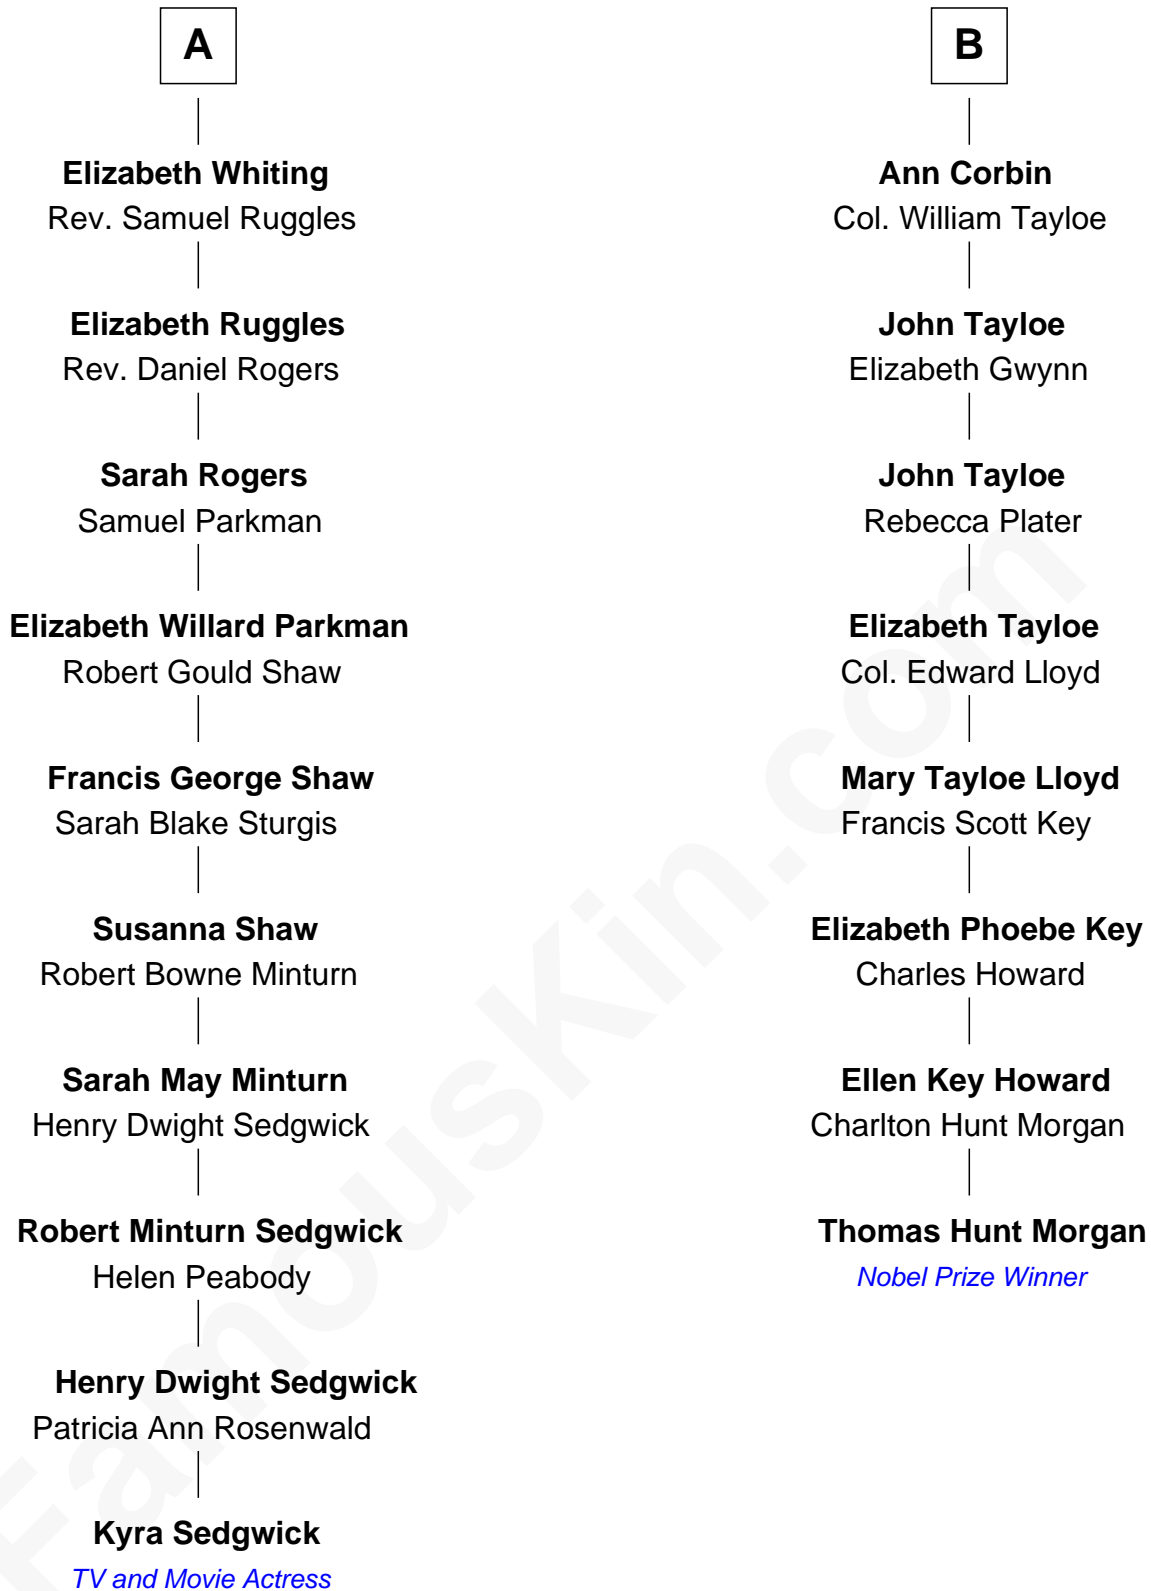 A
Elizabeth Whiting
Rev. Samuel Ruggles
Elizabeth Ruggles
Rev. Daniel Rogers
Sarah Rogers
Samuel Parkman
Elizabeth Willard Parkman
Robert Gould Shaw
Francis George Shaw
Sarah Blake Sturgis
Susanna Shaw
Robert Bowne Minturn
Sarah May Minturn
Henry Dwight Sedgwick
Robert Minturn Sedgwick
Helen Peabody
Henry Dwight Sedgwick
Patricia Ann Rosenwald
Kyra Sedgwick
TV and Movie Actress
B
Ann Corbin
Col. William Tayloe
John Tayloe
Elizabeth Gwynn
John Tayloe
Rebecca Plater
Elizabeth Tayloe
Col. Edward Lloyd
Mary Tayloe Lloyd
Francis Scott Key
Elizabeth Phoebe Key
Charles Howard
Ellen Key Howard
Charlton Hunt Morgan
Thomas Hunt Morgan
Nobel Prize Winner
FamousKin.com